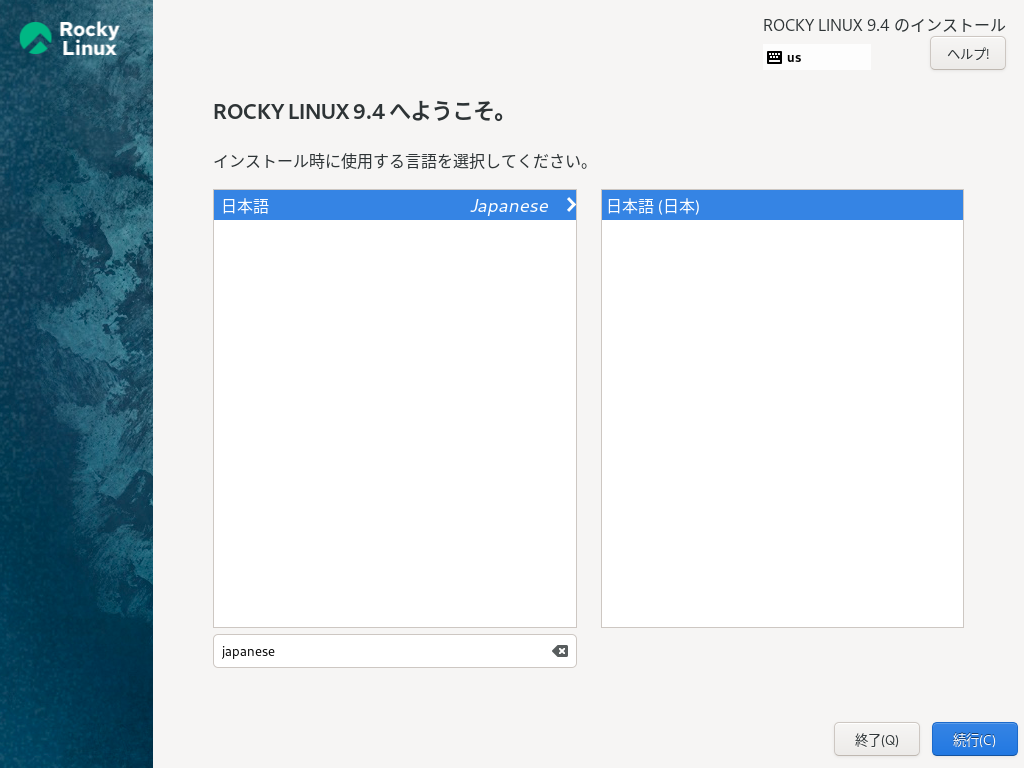 Rocky
Linux
ROCKY LINUX 9.4 のインストール
us
ヘルプ!
ROCKY LINUX 9.4 へようこそ。
インストール時に使用する言語を選択してください。
日本語 Japanese
日本語 (日本)
japanese
終了(Q)
続行(C)